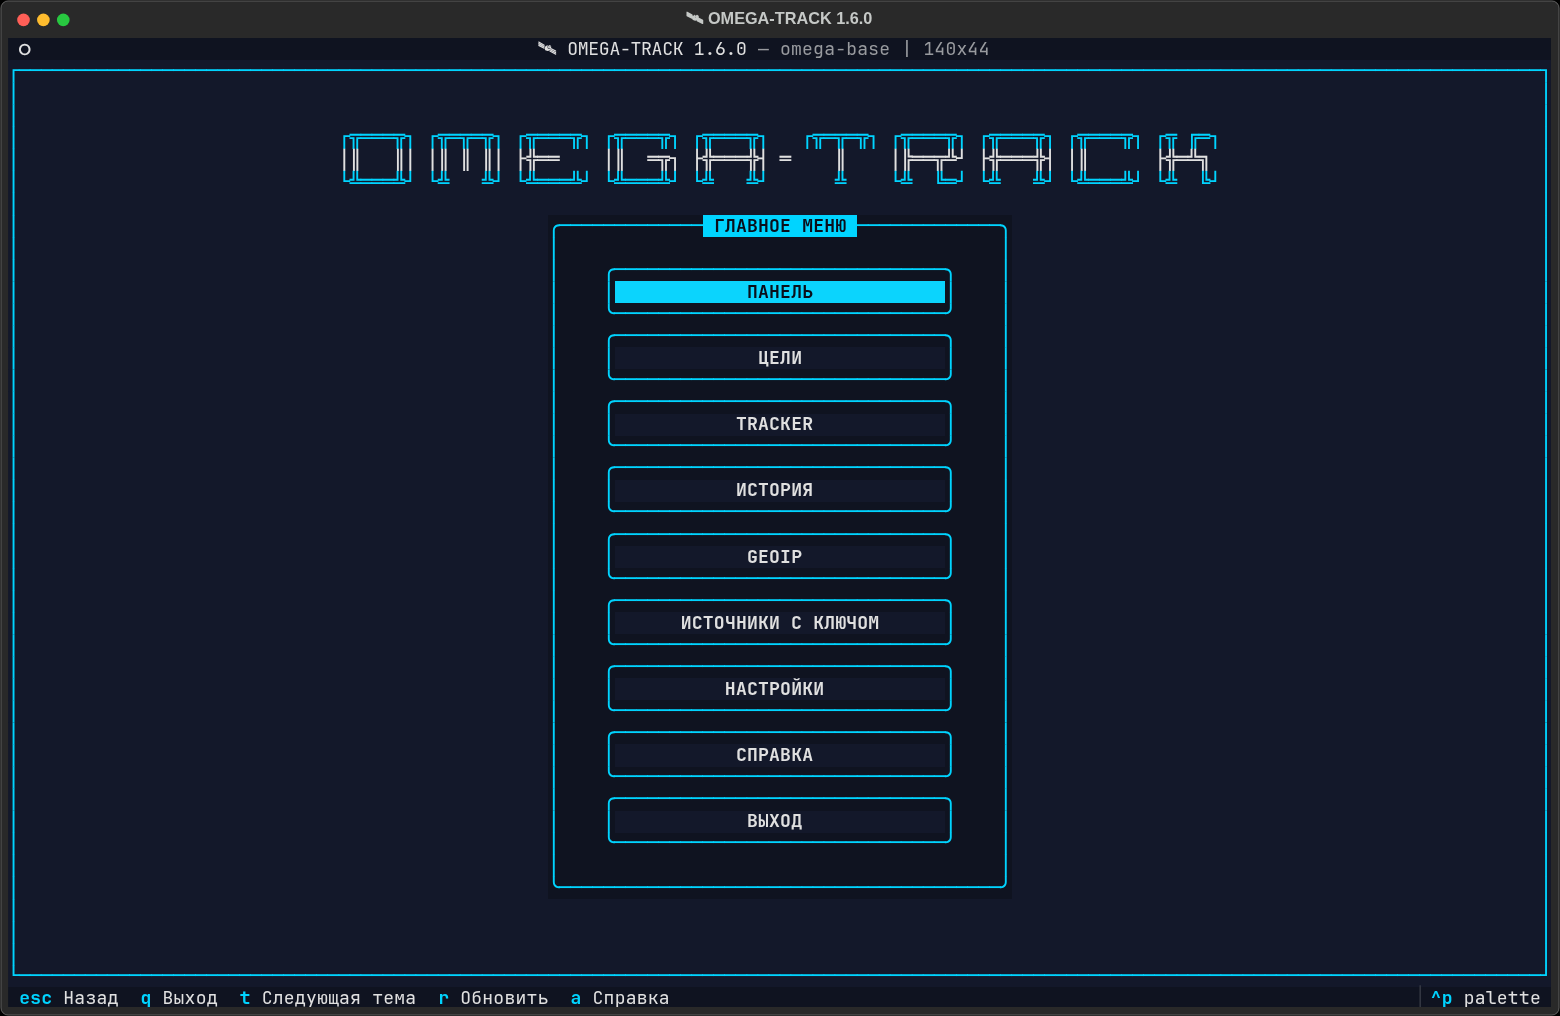 🛰 OMEGA-TRACK 1.6.0
🛰 OMEGA-TRACK 1.6.0 — omega-base | 140x44
OMEGA-TRACK
ГЛАВНОЕ МЕНЮ
ПАНЕЛЬ
ЦЕЛИ
TRACKER
ИСТОРИЯ
GEOIP
ИСТОЧНИКИ С КЛЮЧОМ
НАСТРОЙКИ
СПРАВКА
ВЫХОД
esc Назад q Выход t Следующая тема r Обновить a Справка ^p palette